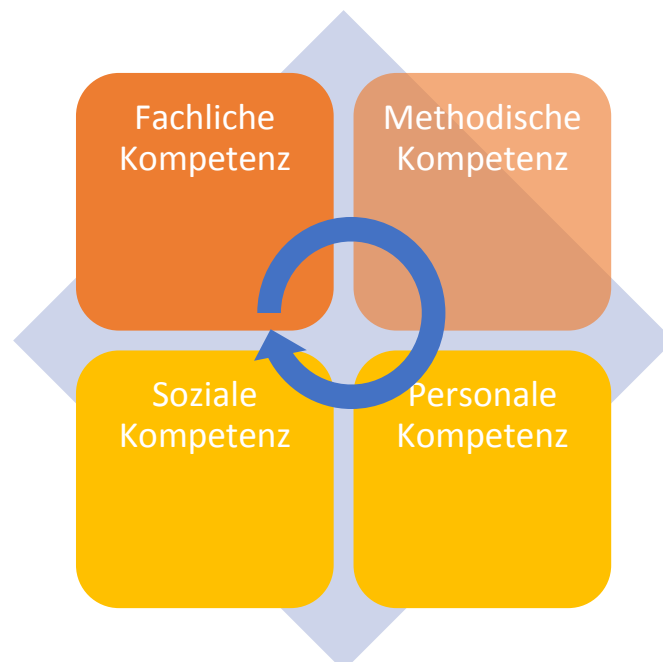 Fachliche
Kompetenz
Methodische
Kompetenz
Soziale
Kompetenz
Personale
Kompetenz